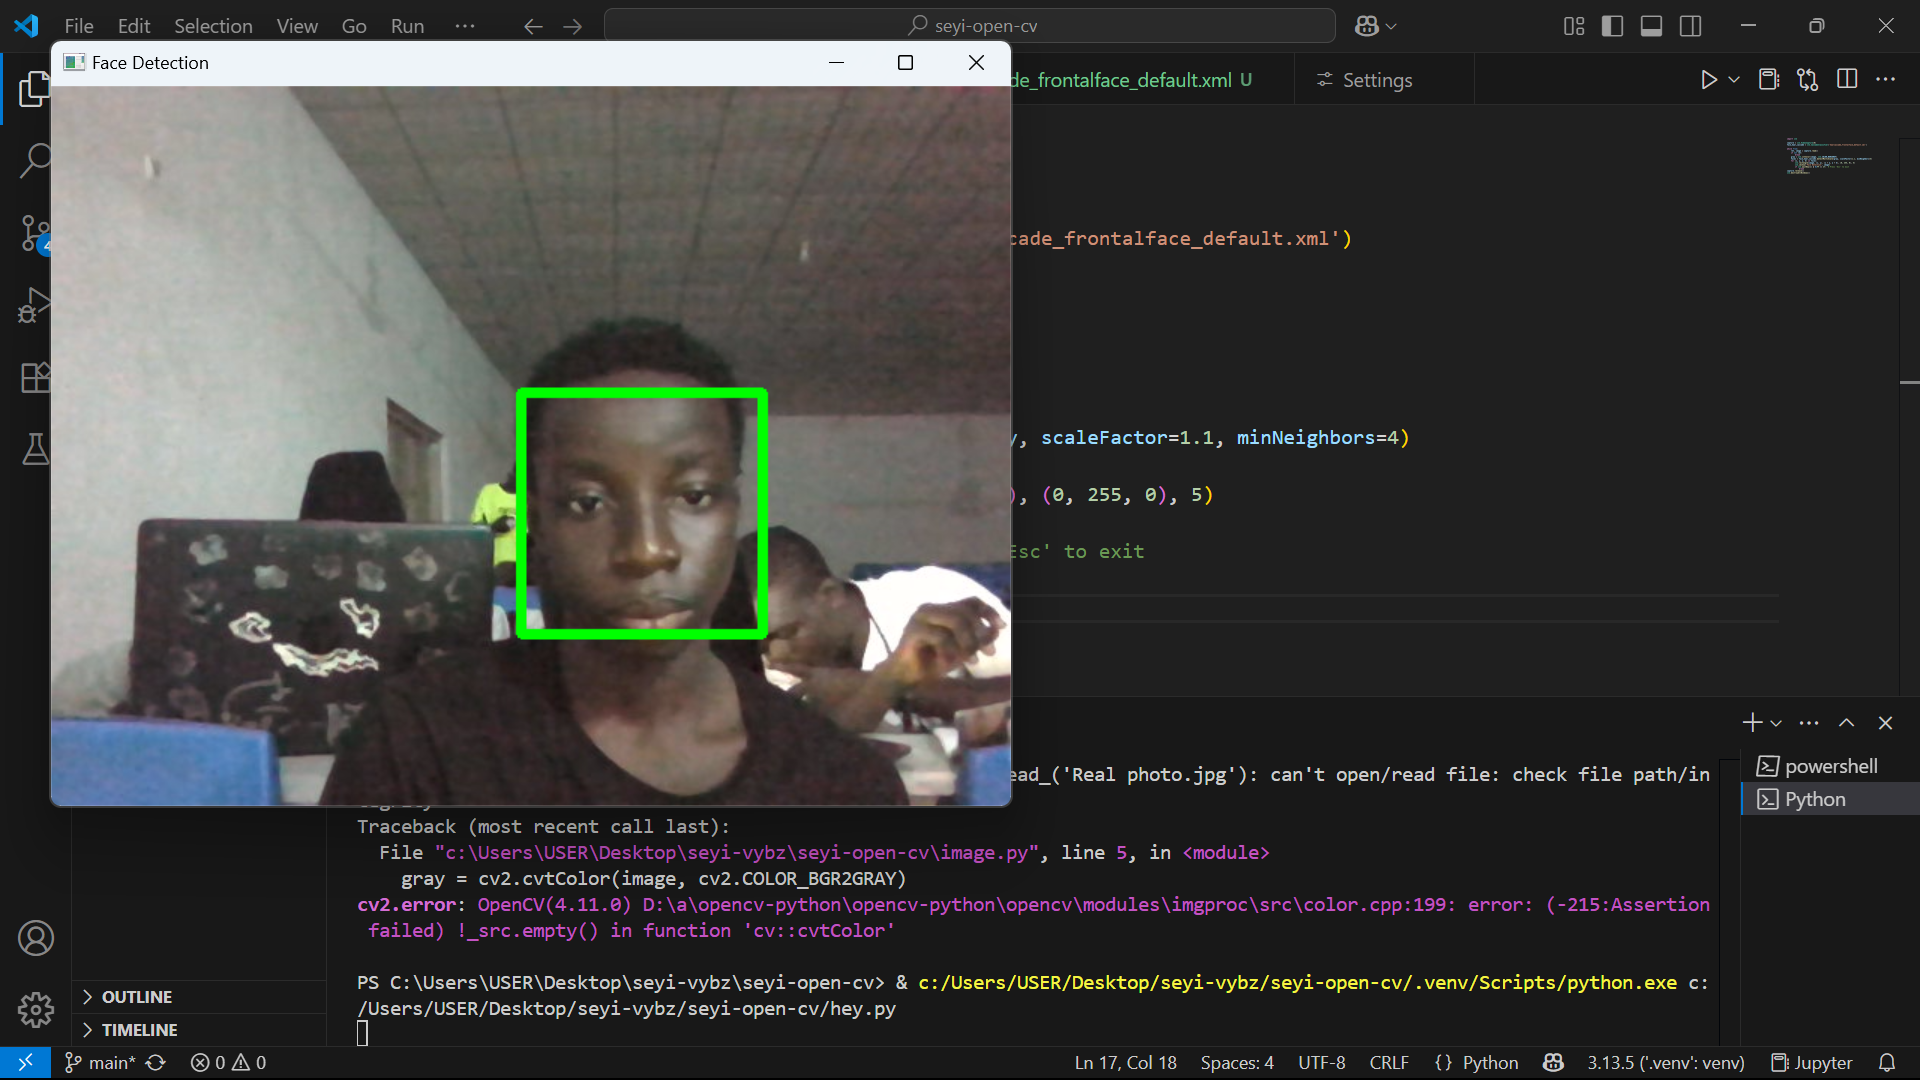 File Edit Selection View Go Run ···
seyi-open-cv
Face Detection
de_frontalface_default.xml U
Settings
cade_frontalface_default.xml')
y, scaleFactor=1.1, minNeighbors=4)
), (0, 255, 0), 5)
Esc' to exit
powershell
Python
ead_('Real photo.jpg'): can't open/read file: check file path/in
Traceback (most recent call last):
File "c:\Users\USER\Desktop\seyi-vybz\seyi-open-cv\image.py", line 5, in <module>
gray = cv2.cvtColor(image, cv2.COLOR_BGR2GRAY)
cv2.error: OpenCV(4.11.0) D:\a\opencv-python\opencv-python\opencv\modules\imgproc\src\color.cpp:199: error: (-215:Assertion
failed) !_src.empty() in function 'cv::cvtColor'
PS C:\Users\USER\Desktop\seyi-vybz\seyi-open-cv> & c:/Users/USER/Desktop/seyi-vybz/seyi-open-cv/.venv/Scripts/python.exe c:
/Users/USER/Desktop/seyi-vybz/seyi-open-cv/hey.py
OUTLINE
TIMELINE
main* 0 0 Ln 17, Col 18 Spaces: 4 UTF-8 CRLF {} Python 3.13.5 ('.venv': venv) Jupyter